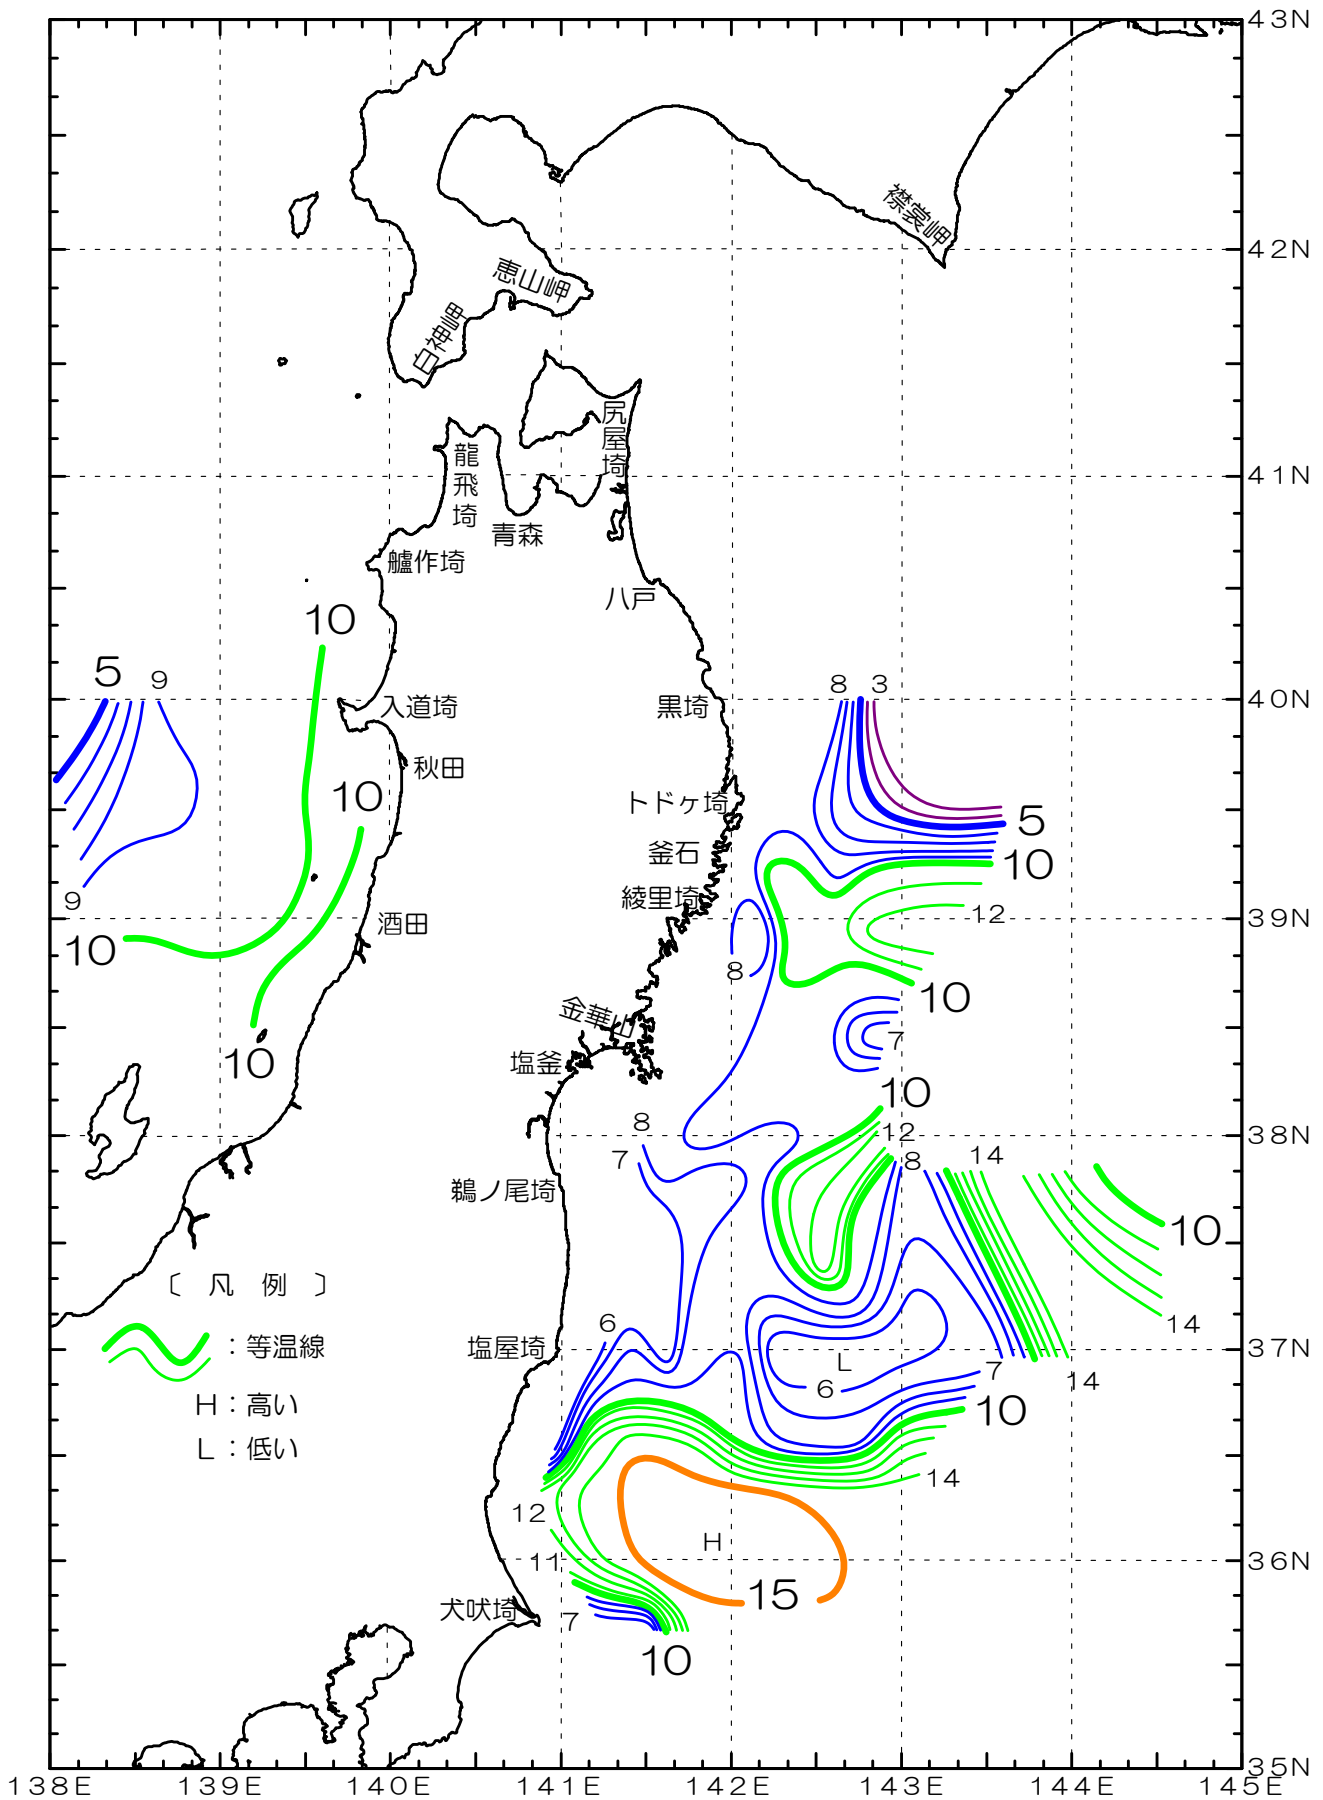 43N
襟裳岬
42N
恵山岬
白神岬
尻屋埼
龍飛埼
41N
青森
艫作埼
八戸
10
5
9
8 3
40N
入道埼
黒埼
秋田
10
トドヶ埼
5
釜石
10
9
綾里埼
12
39N
酒田
10
8
10
金華山
7
10
塩釜
10
8
12
38N
7
8
14
鵜ノ尾埼
10
〔 凡 例 〕
6
14
：等温線
塩屋埼
37N
L
7
6
14
H：高い
10
L：低い
14
12
H
11
36N
15
犬吠埼
7
10
35N
138E 139E 140E 141E 142E 143E 144E 145E